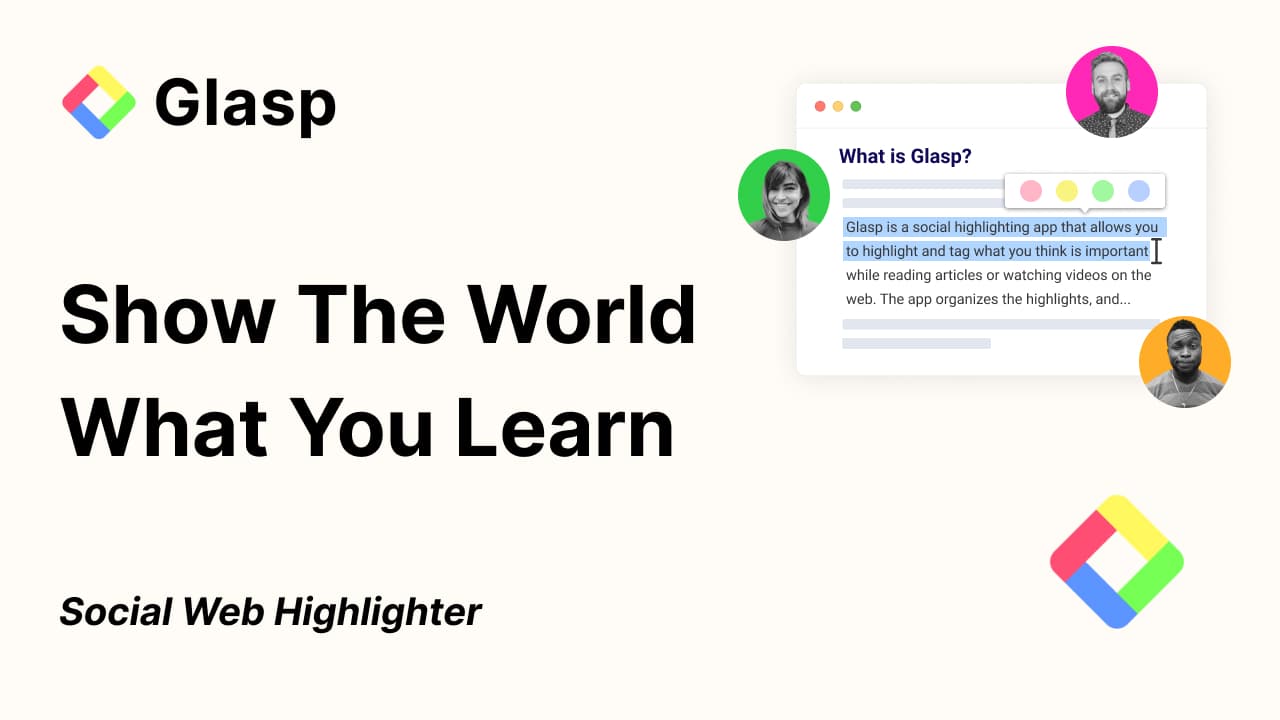 Glasp
Show The World
What You Learn
Social Web Highlighter
What is Glasp?
Glasp is a social highlighting app that allows you
to highlight and tag what you think is important
while reading articles or watching videos on the
web. The app organizes the highlights, and...